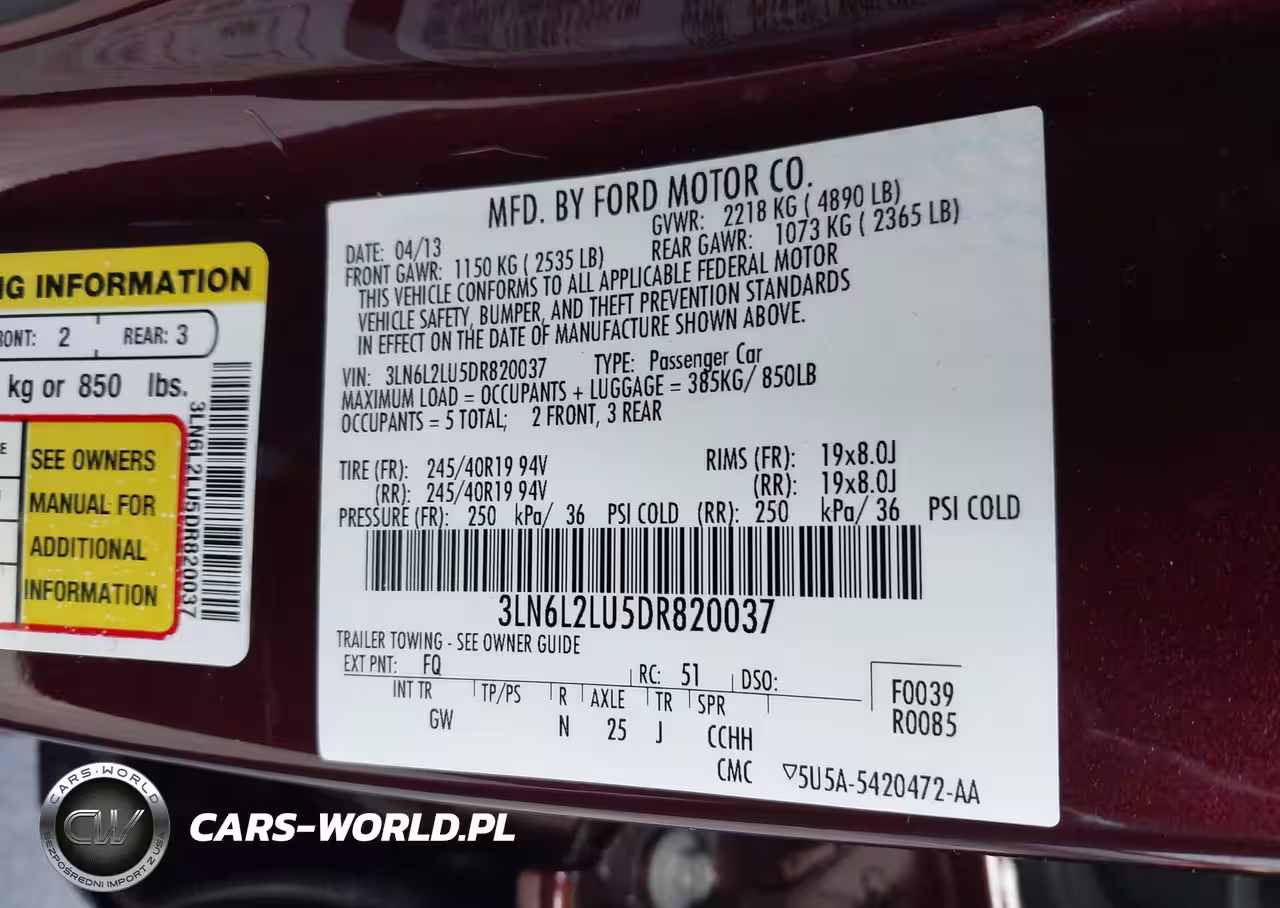 MFD. BY FORD MOTOR CO.
DATE: 04/13
GVWR: 2218 KG ( 4890 LB)
FRONT GAWR: 1150 KG ( 2535 LB)
REAR GAWR: 1073 KG ( 2365 LB)
THIS VEHICLE CONFORMS TO ALL APPLICABLE FEDERAL MOTOR
VEHICLE SAFETY, BUMPER, AND THEFT PREVENTION STANDARDS
IN EFFECT ON THE DATE OF MANUFACTURE SHOWN ABOVE.
VIN: 3LN6L2LU5DR820037 TYPE: Passenger Car
MAXIMUM LOAD = OCCUPANTS + LUGGAGE = 385KG/ 850LB
OCCUPANTS = 5 TOTAL; 2 FRONT, 3 REAR
TIRE (FR): 245/40R19 94V RIMS (FR): 19x8.0J
(RR): 245/40R19 94V (RR): 19x8.0J
PRESSURE (FR): 250 kPa/ 36 PSI COLD (RR): 250 kPa/ 36 PSI COLD
3LN6L2LU5DR820037
TRAILER TOWING - SEE OWNER GUIDE
EXT PNT: FQ RC: 51 DSO:
INT TR TP/PS R AXLE TR SPR
GW N 25 J CCHH
CMC
F0039
R0085
▽5U5A-5420472-AA
INFORMATION
REAR: 3
2
kg or 850 lbs.
SEE OWNERS
MANUAL FOR
ADDITIONAL
INFORMATION
3LN6L2LU5DR820037
CARS-WORLD
CW
BEZPOŚREDNI IMPORT Z USA
CARS-WORLD.PL